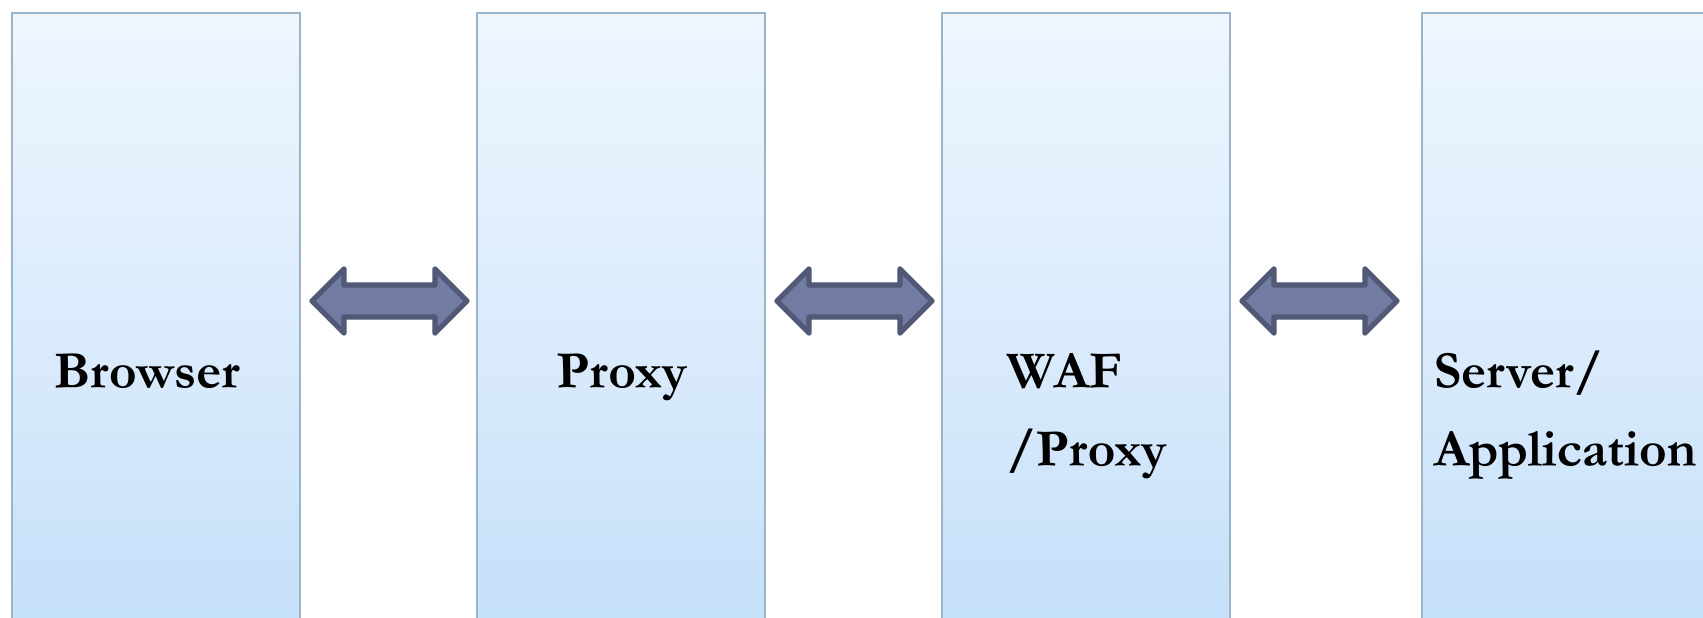 Browser
Proxy
WAF
/Proxy
Server/
Application